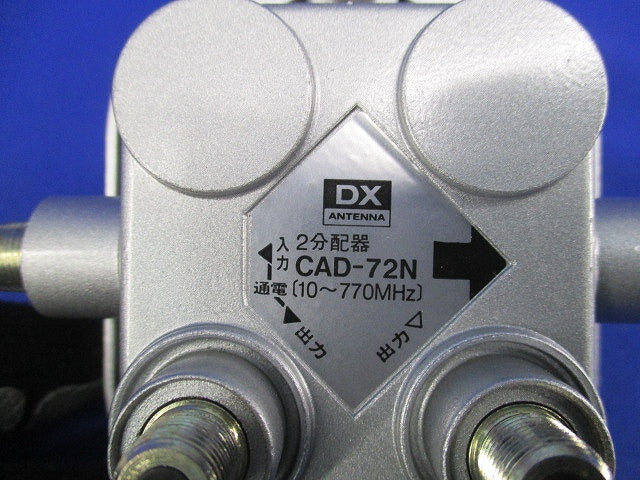 DX
ANTENNA
入力
2分配器
CAD-72N
通電
[10〜770MHz]
出力
出力